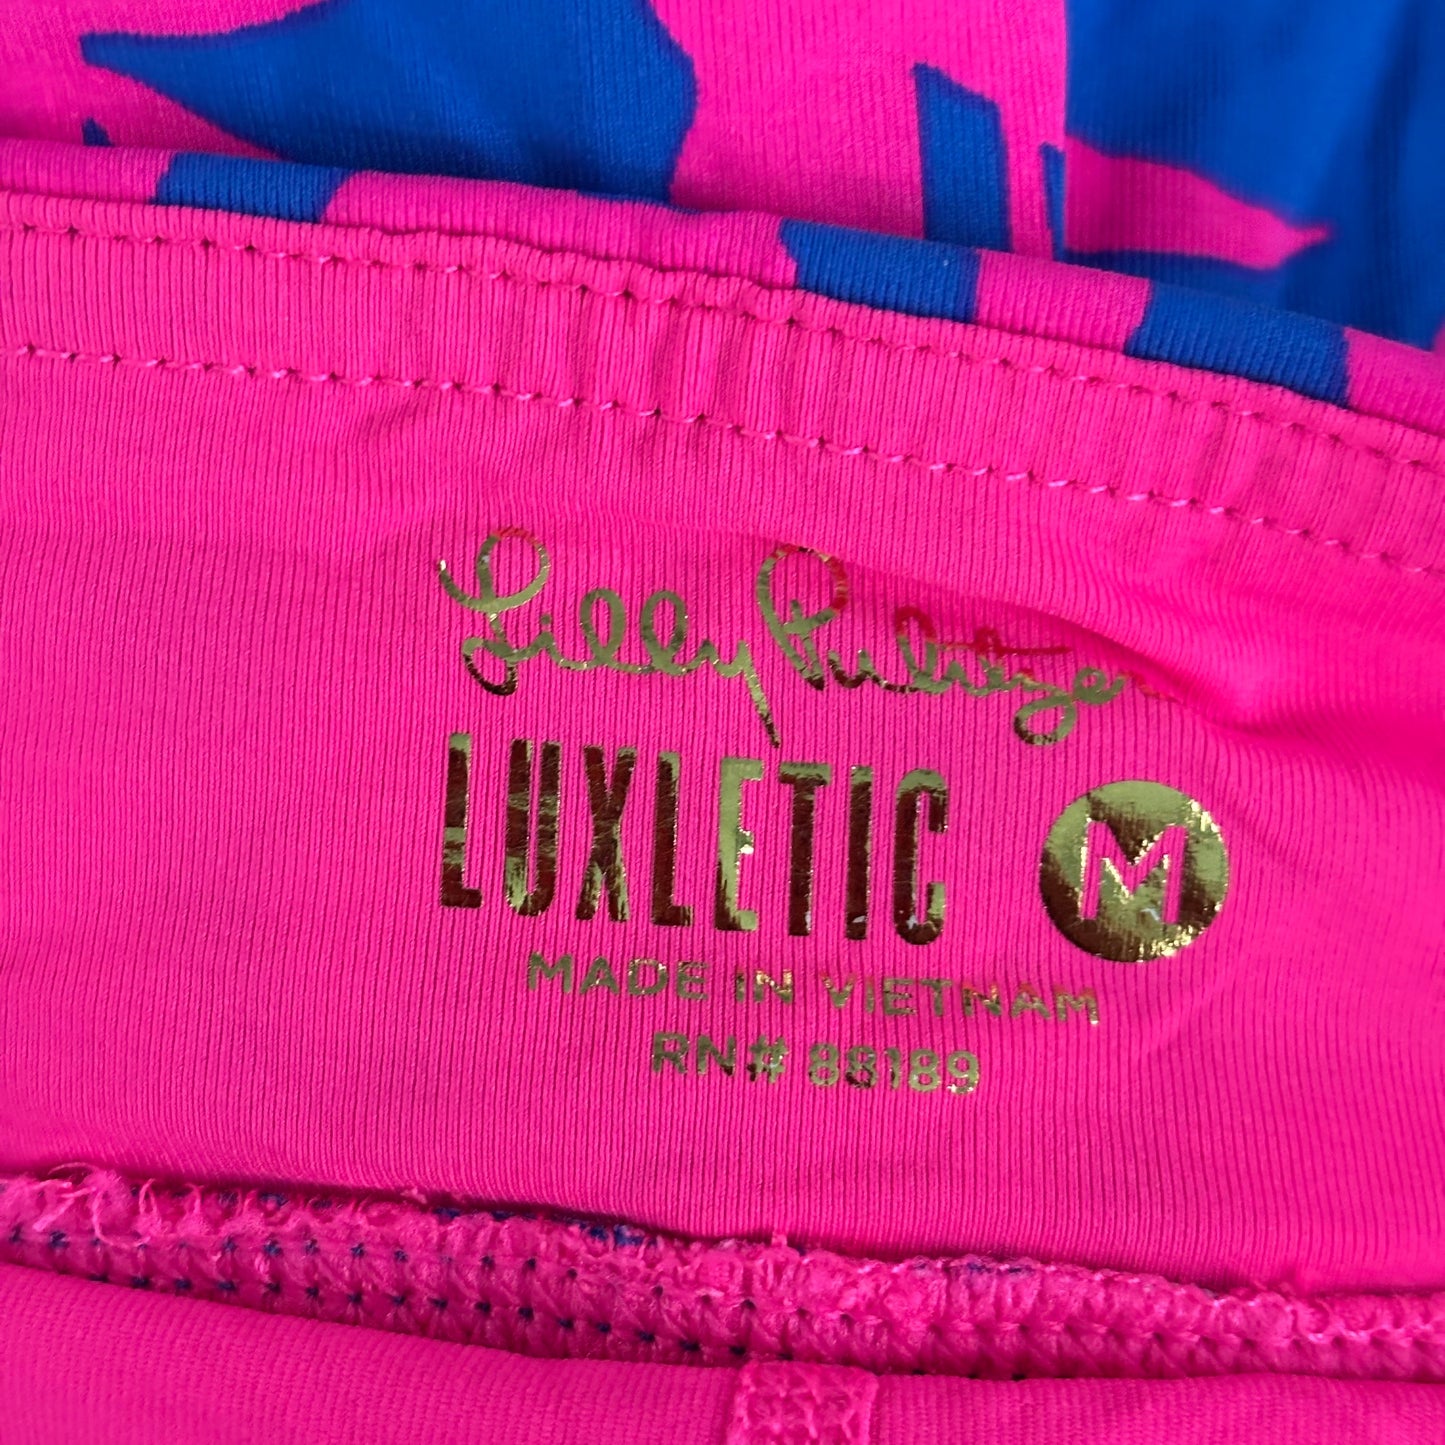 Lilly Pulitzer
LUXLETIC M
MADE IN VIETNAM
RN# 88189